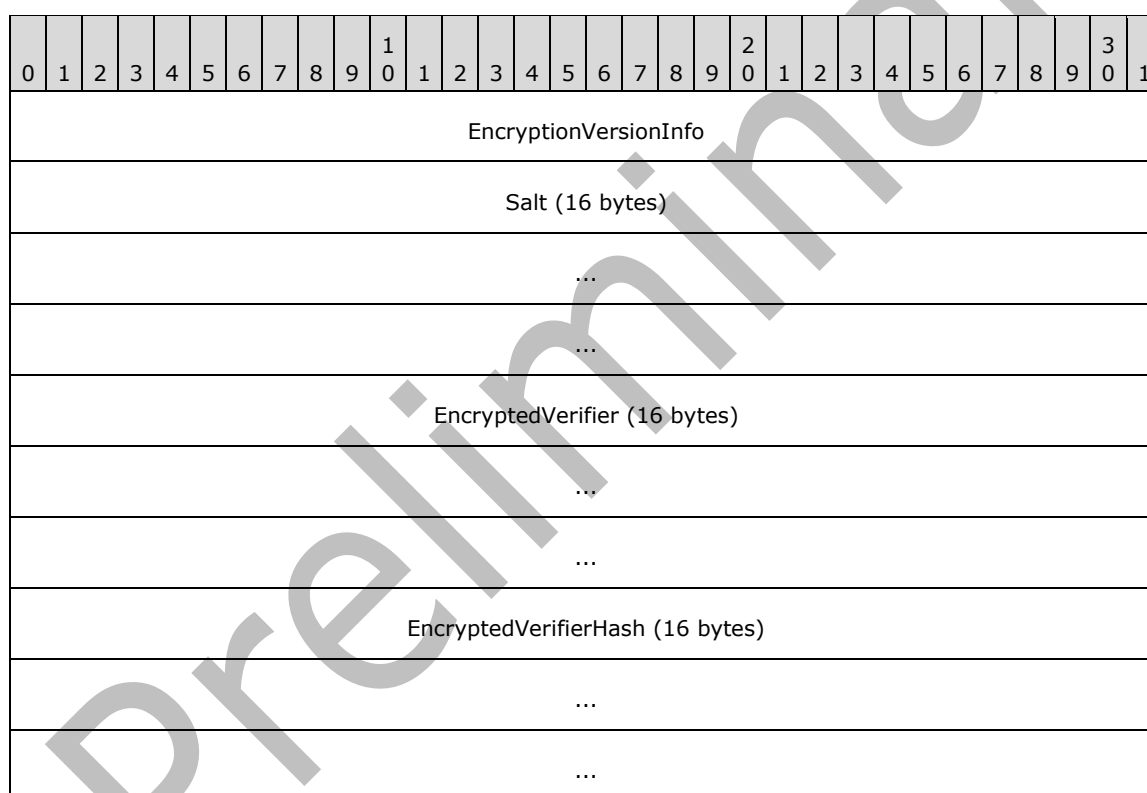 1 2 3
0 1 2 3 4 5 6 7 8 9 0 1 2 3 4 5 6 7 8 9 0 1 2 3 4 5 6 7 8 9 0 1
EncryptionVersionInfo
Salt (16 bytes)
...
...
EncryptedVerifier (16 bytes)
...
...
EncryptedVerifierHash (16 bytes)
...
...
Preliminar